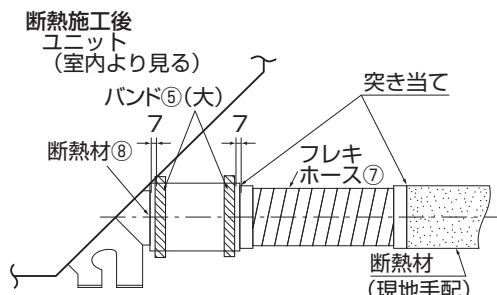 断熱施工後
ユニット
(室内より見る)
バンド⑤(大)
突き当て
7
7
断熱材⑧
フレキ
ホース⑦
断熱材
(現地手配)